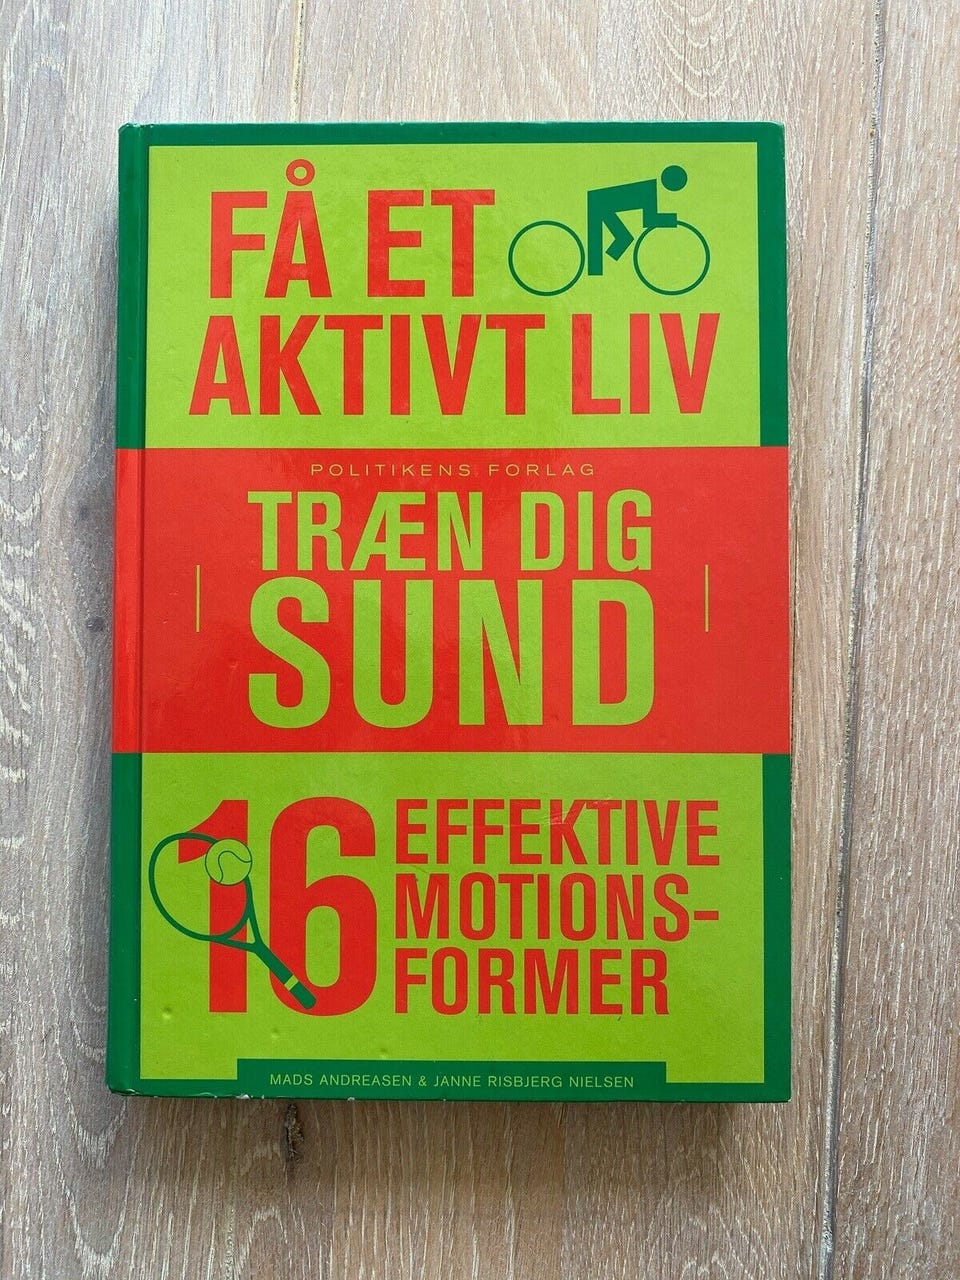 FÅ ET
AKTIVT LIV
POLITIKENS FORLAG
TRÆN DIG
SUND
16 EFFEKTIVE
MOTIONS-
FORMER
MADS ANDREASEN & JANNE RISBJERG NIELSEN